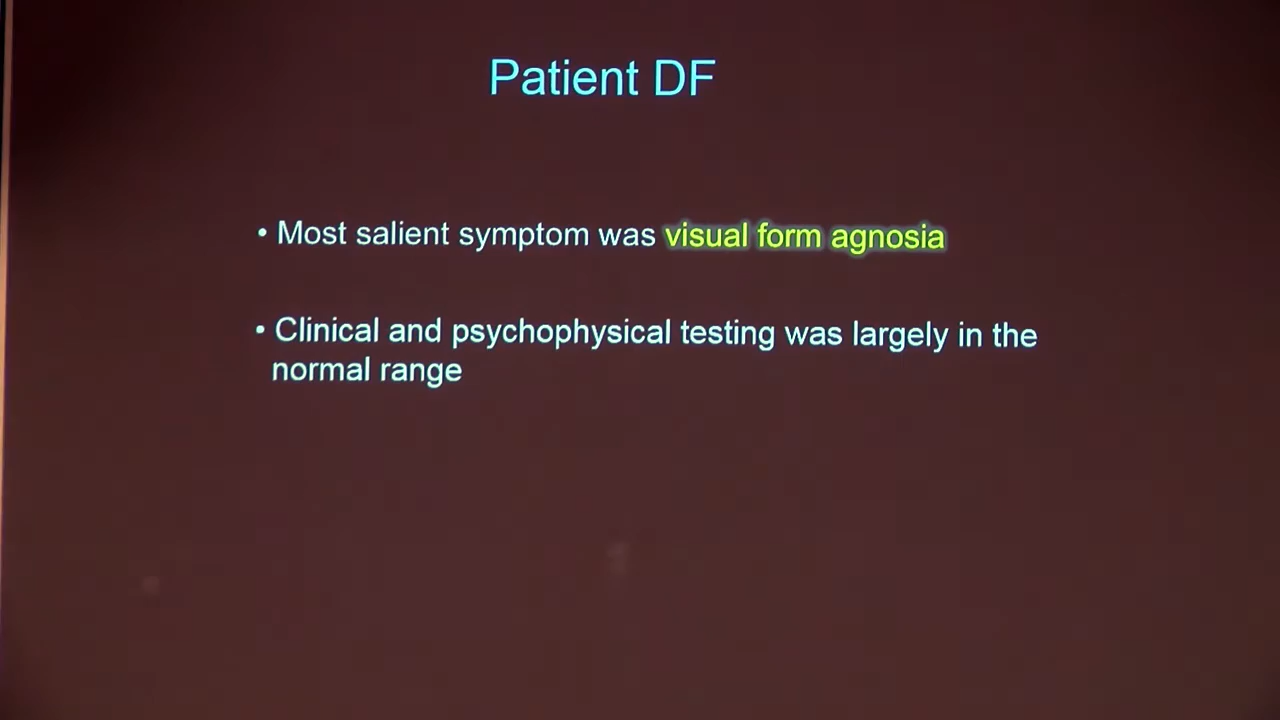 Patient DF
• Most salient symptom was visual form agnosia
• Clinical and psychophysical testing was largely in the
normal range